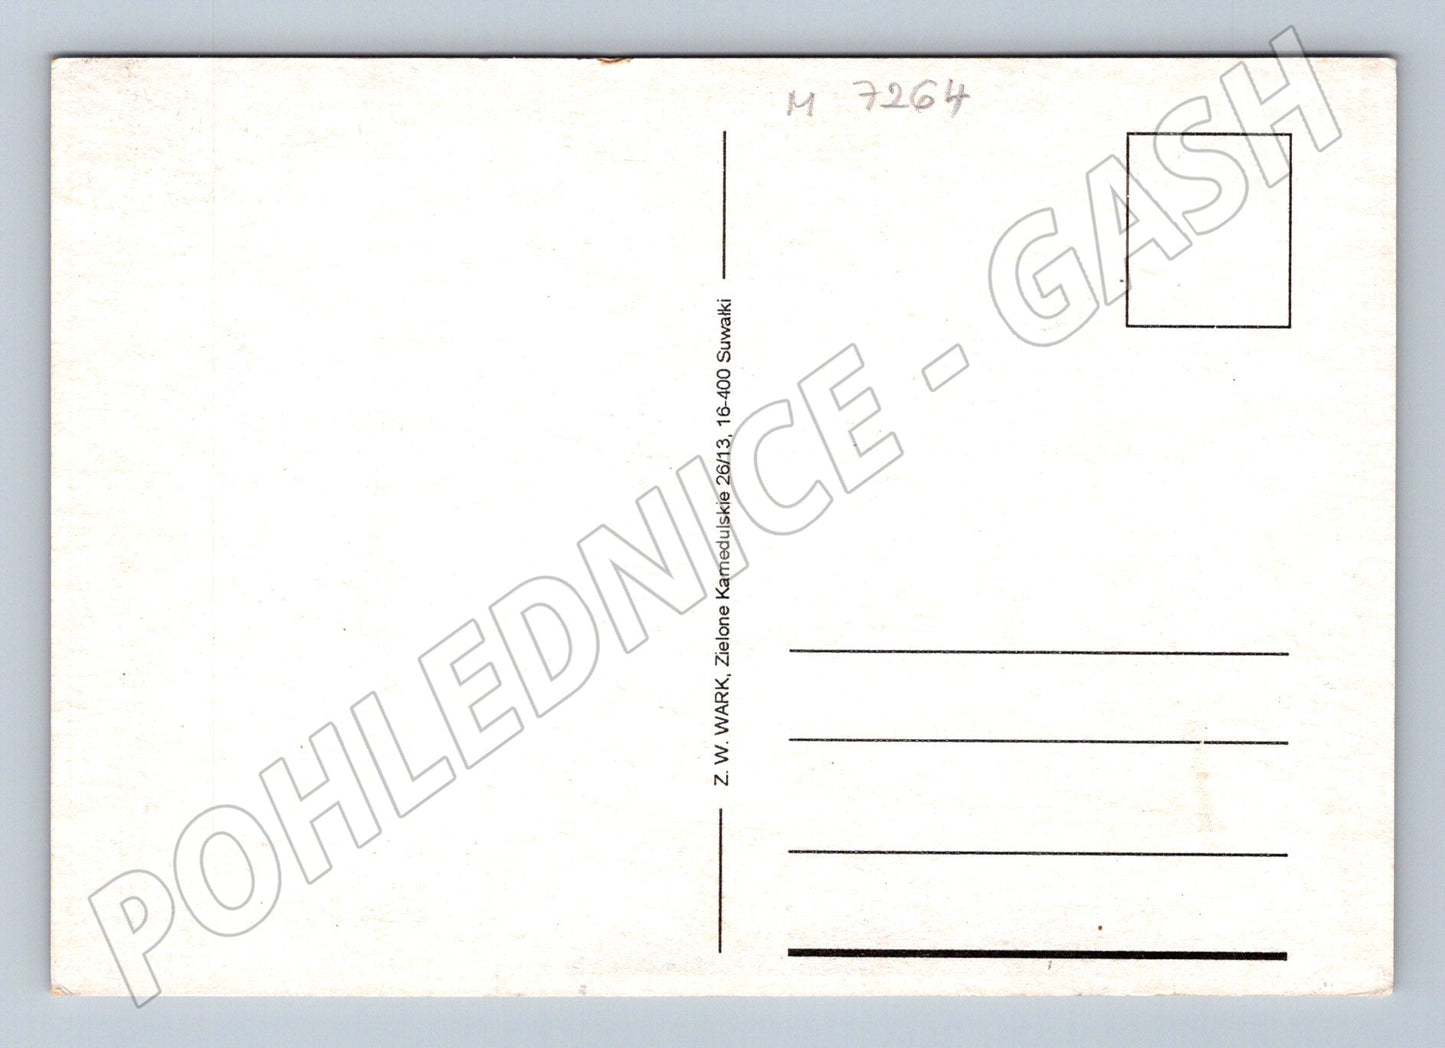 M 7264
Z. W. WARK, Zielone Kamedulskie 26/13, 16-400 Suwałki
POHLEDNICE - GASH